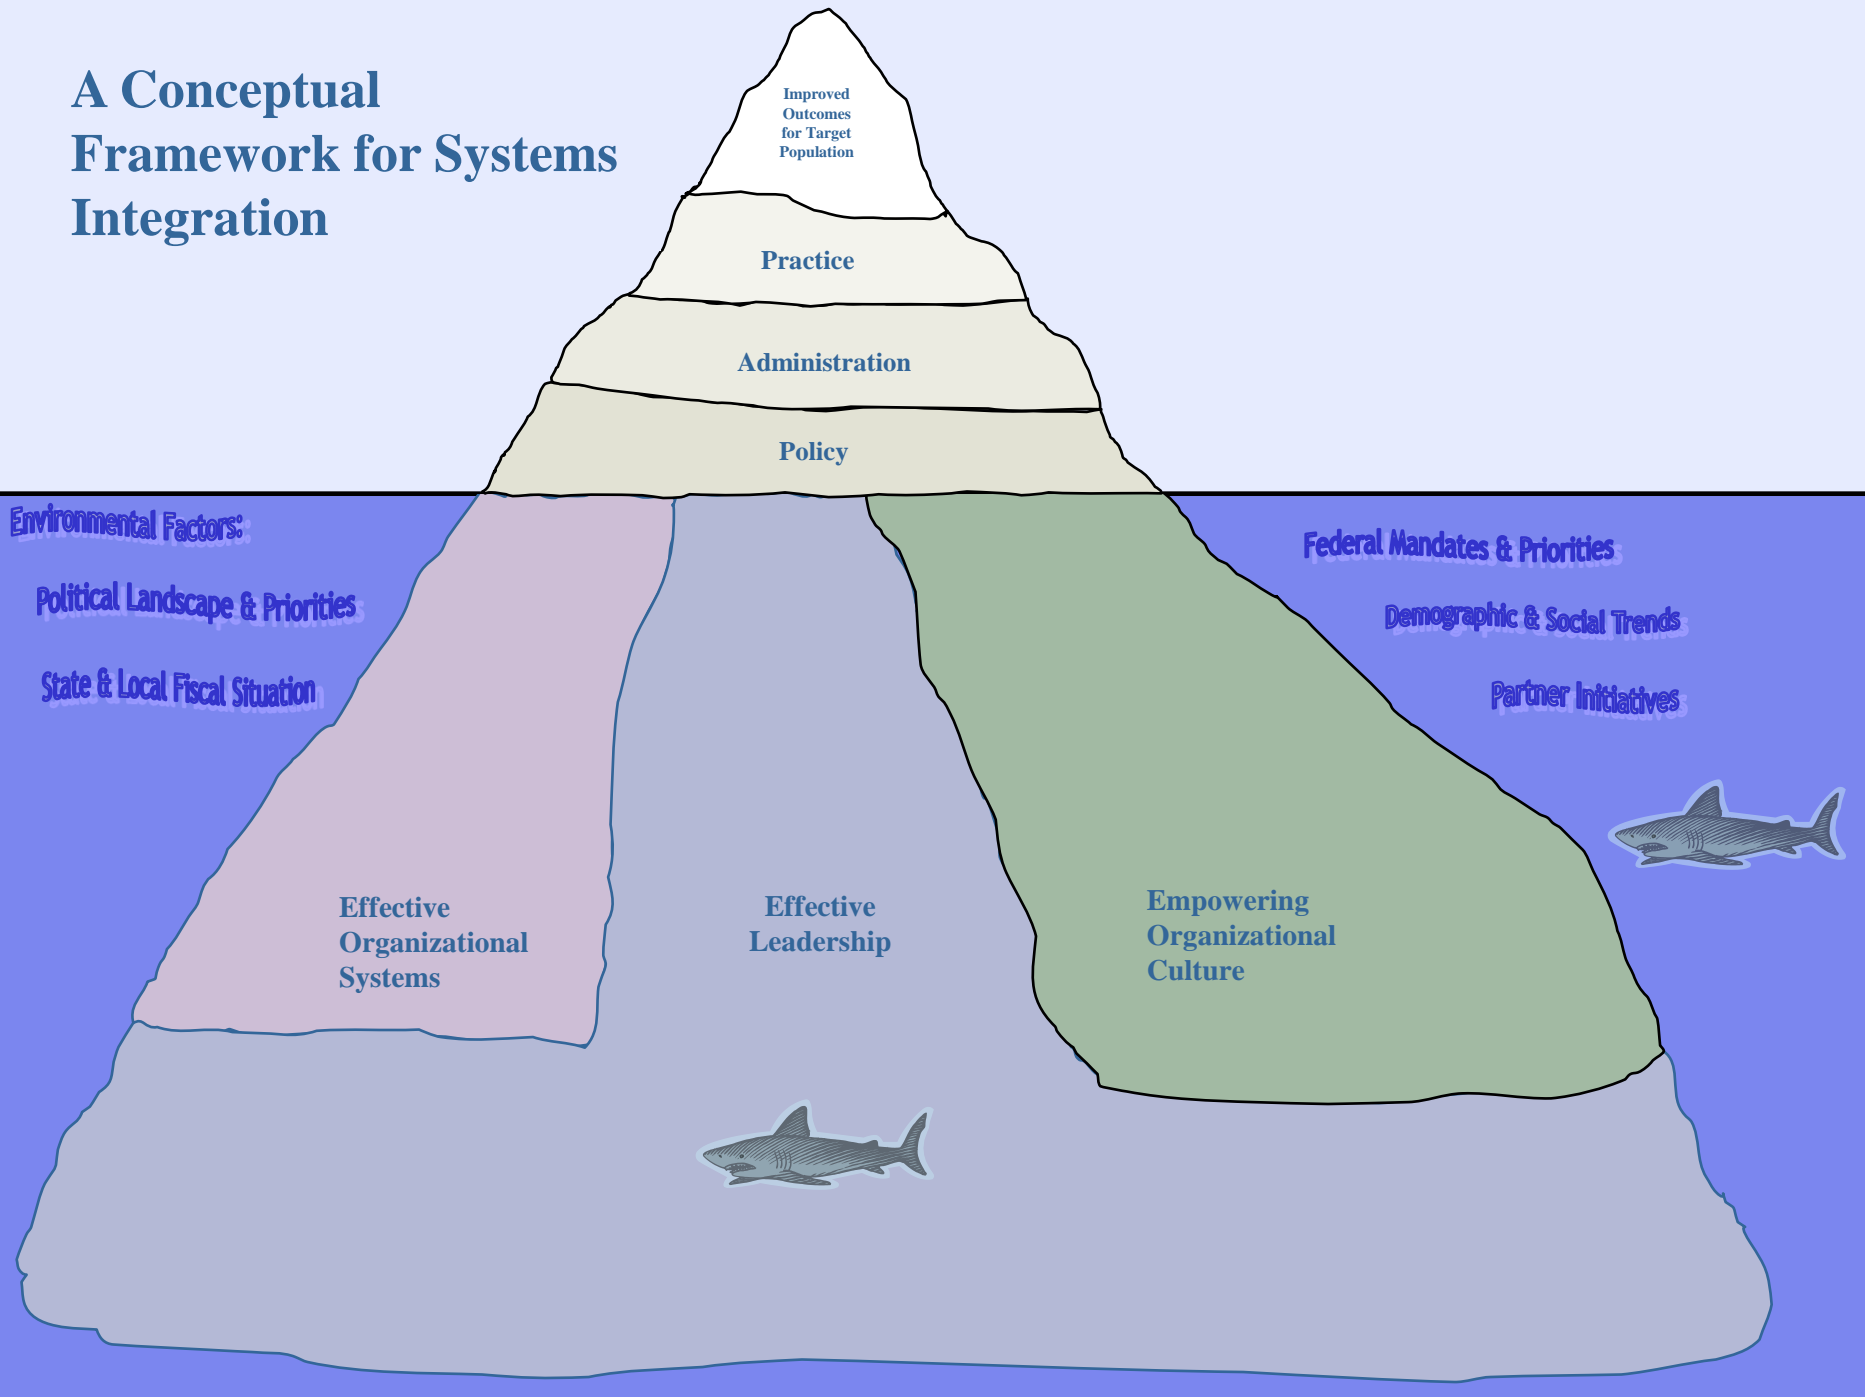 A Conceptual
Framework for Systems
Integration
Improved
Outcomes
for Target
Population
Practice
Administration
Policy
Environmental Factors:
Political Landscape & Priorities
State & Local Fiscal Situation
Federal Mandates & Priorities
Demographic & Social Trends
Partner Initiatives
Effective
Organizational
Systems
Effective
Leadership
Empowering
Organizational
Culture